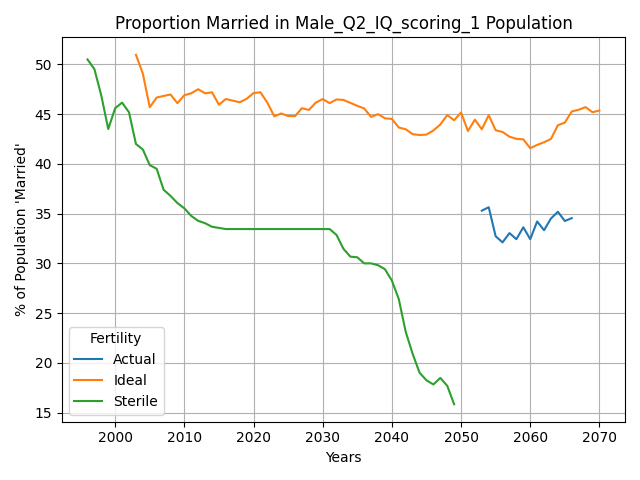 Proportion Married in Male_Q2_IQ_scoring_1 Population
% of Population 'Married'
50
45
40
35
30
25
20
15
Fertility
Actual
Ideal
Sterile
2000 2010 2020 2030 2040 2050 2060 2070
Years